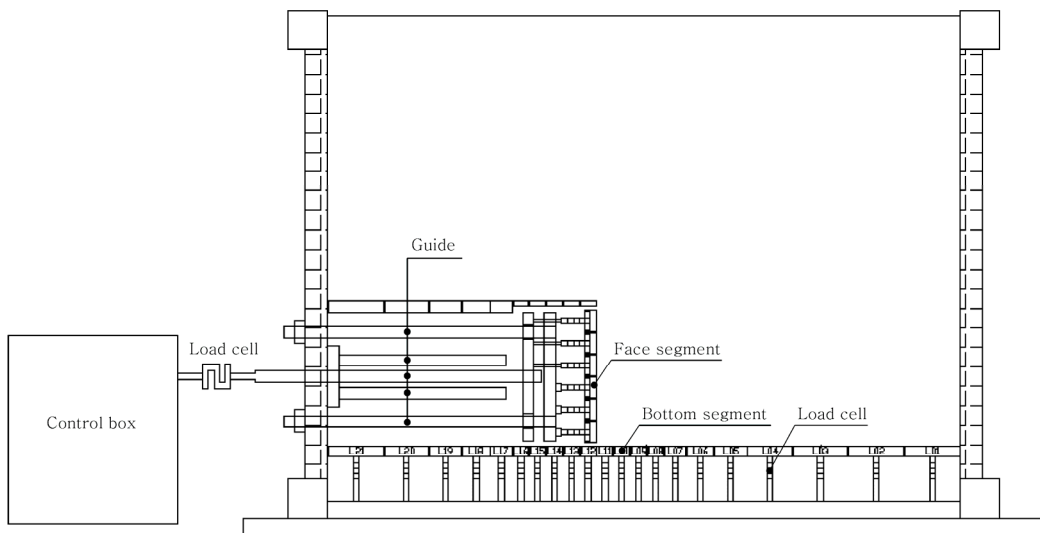 Guide
Load cell
Face segment
Control box
Bottom segment
Load cell
L21 L20 L19 L18 L17 L16 L15 L14 L13 L12 L11 L10 L09 L08 L07 L06 L05 L04 L03 L02 L01